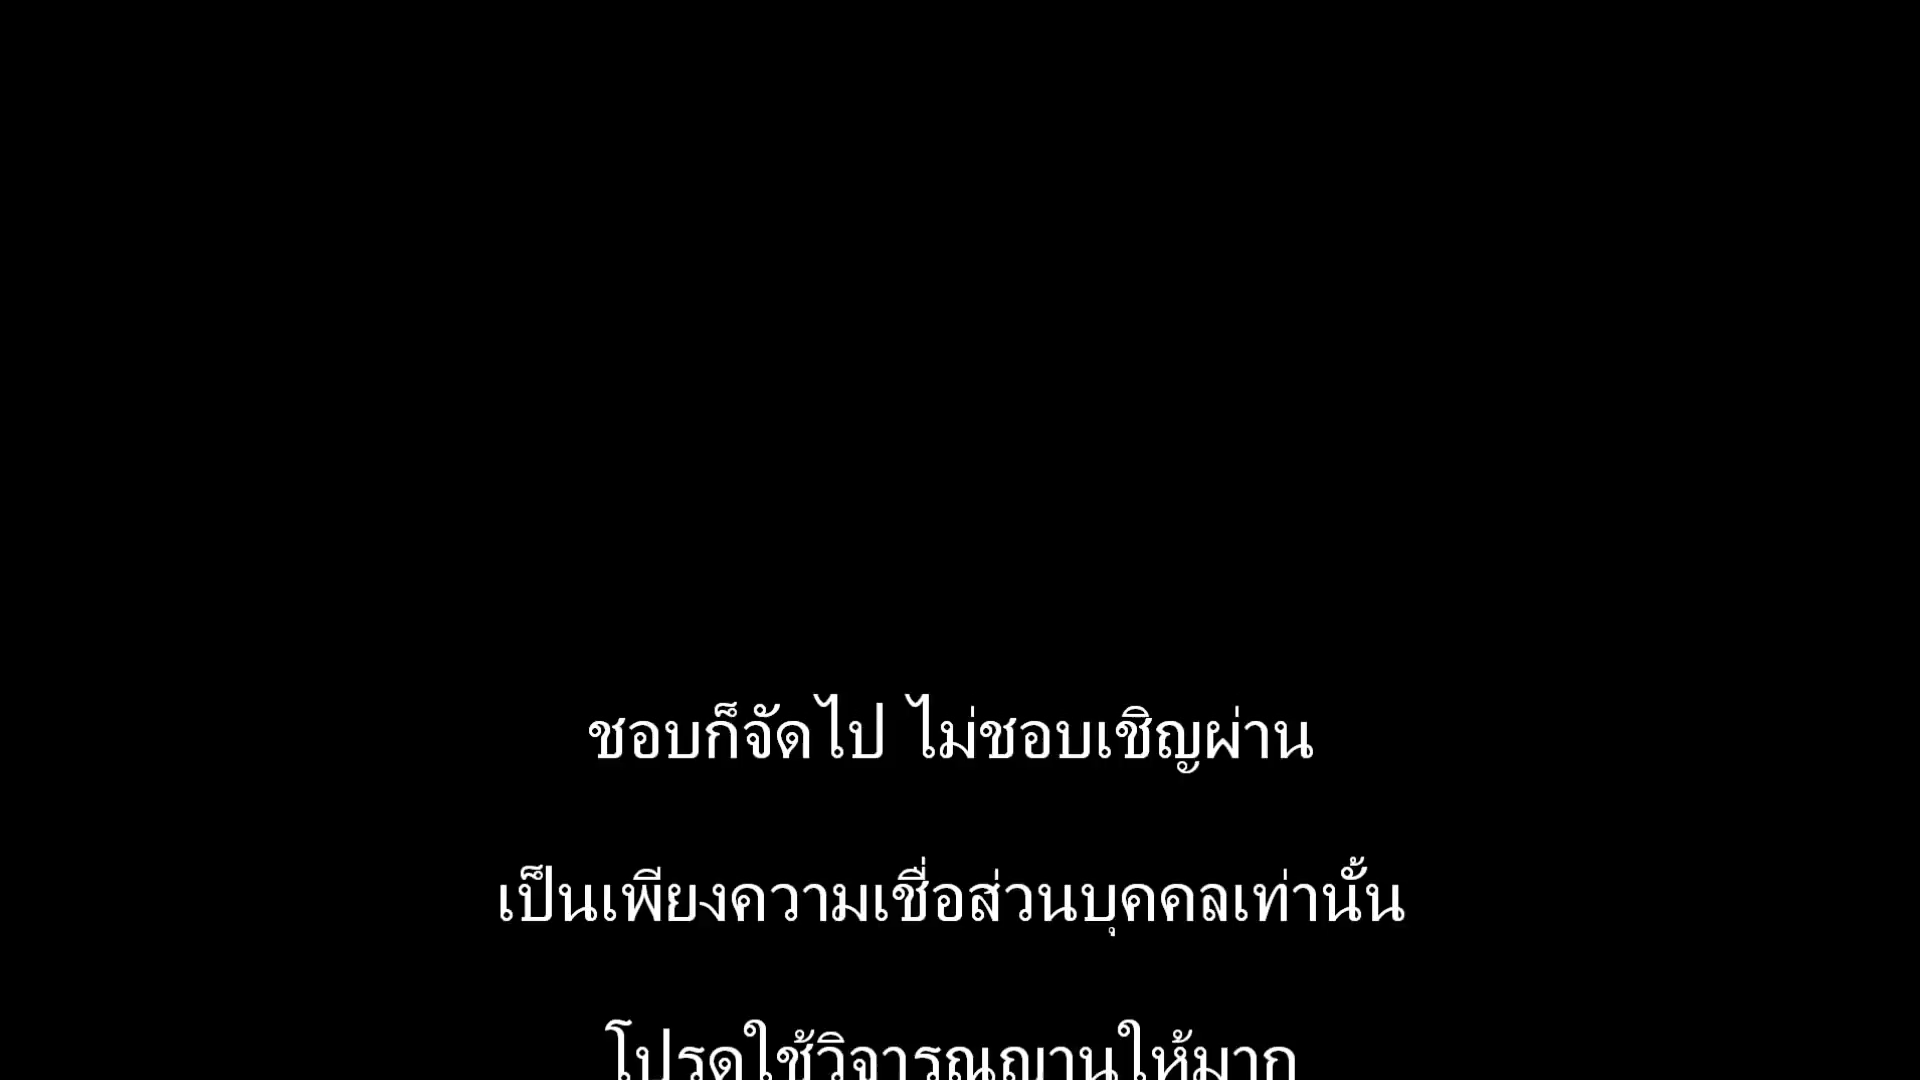 ชอบก็จัดไป ไม่ชอบเชิญผ่าน
เป็นเพียงความเชื่อส่วนบุคคลเท่านั้น
โปรดใช้วิจารณญานให้มาก